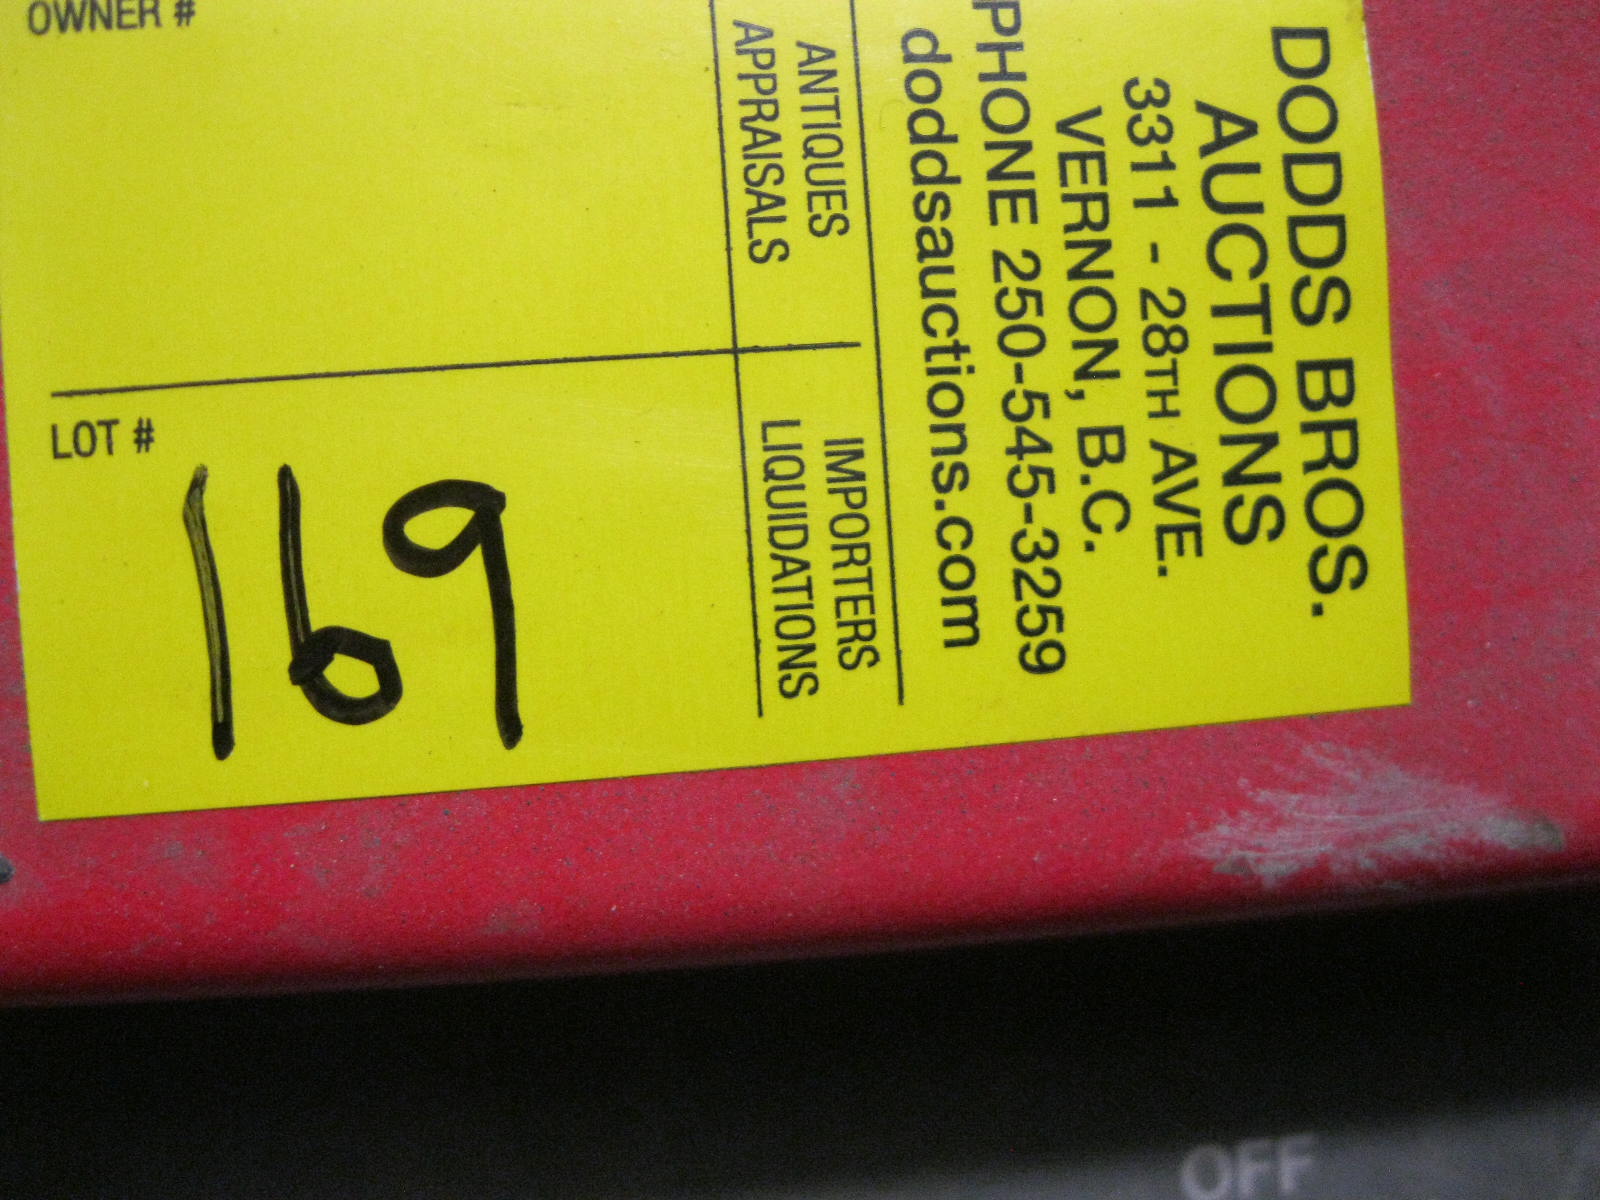 DODDS BROS.
AUCTIONS
3311 - 28TH AVE.
VERNON, B.C.
PHONE 250-545-3259
doddsauctions.com
ANTIQUES
APPRAISALS
IMPORTERS
LIQUIDATIONS
OWNER #
LOT #
169
OFF